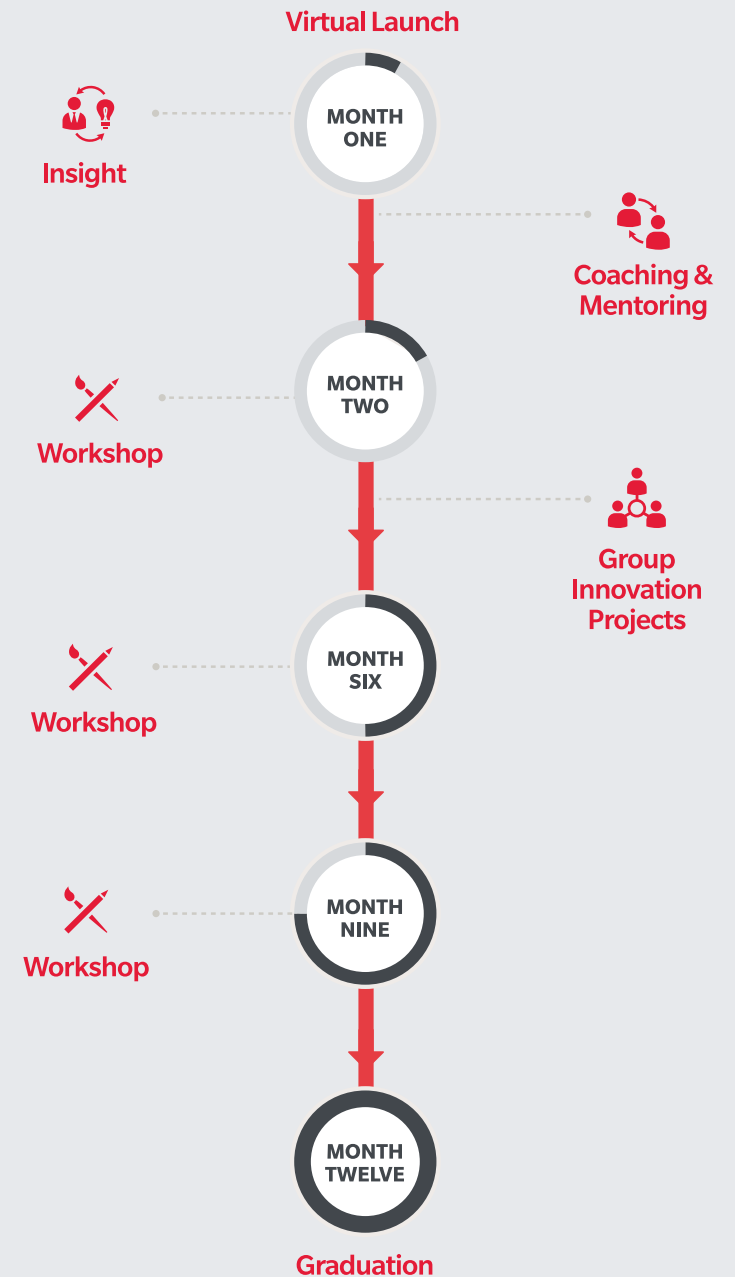 Virtual Launch
MONTH
ONE
Insight
Coaching &
Mentoring
MONTH
TWO
Workshop
Group
Innovation
Projects
MONTH
SIX
Workshop
MONTH
NINE
Workshop
MONTH
TWELVE
Graduation